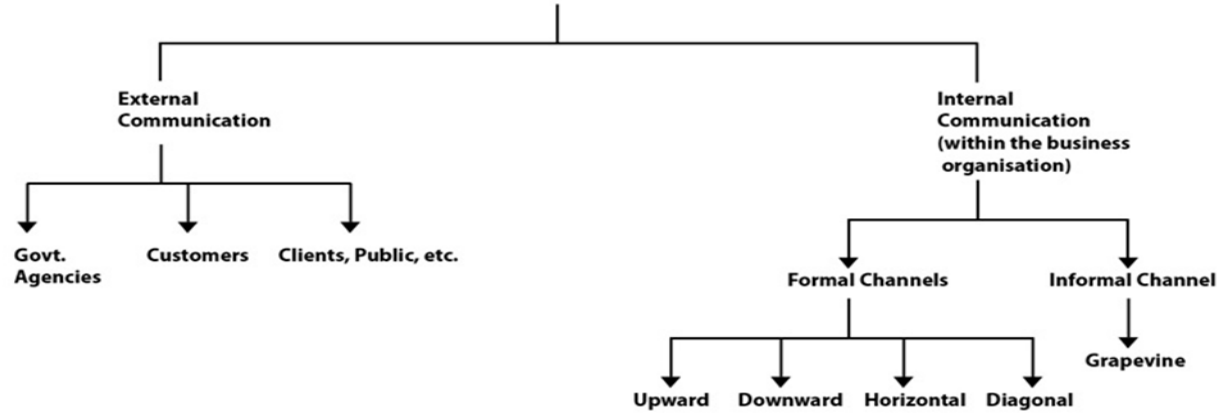 External
Communication
Internal
Communication
(within the business
organisation)
Govt.
Agencies
Customers
Clients, Public, etc.
Formal Channels
Informal Channel
Grapevine
Upward
Downward
Horizontal
Diagonal